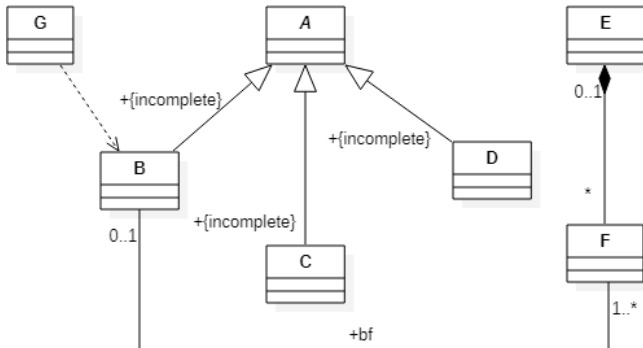 G
A
E
+{incomplete}
0..1
+{incomplete}
B
D
*
+{incomplete}
0..1
F
C
1..*
+bf